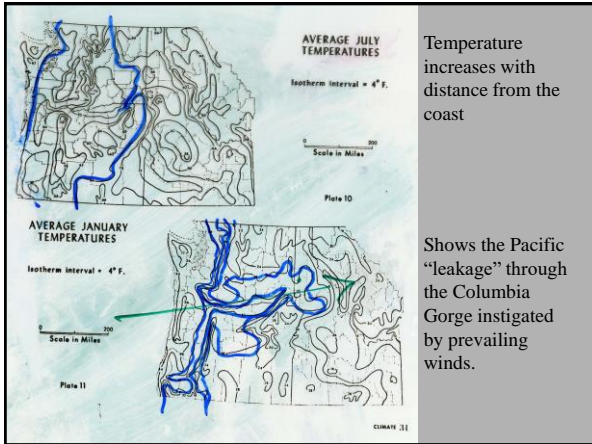 AVERAGE JULY
TEMPERATURES
Isotherm interval = 4° F.
0 200
Scale in Miles
Plate 10
Temperature
increases with
distance from the
coast
AVERAGE JANUARY
TEMPERATURES
Isotherm interval = 4° F.
0 200
Scale in Miles
Plate 11
CLIMATE 31
Shows the Pacific
“leakage” through
the Columbia
Gorge instigated
by prevailing
winds.